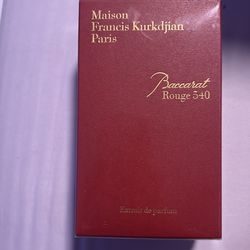 Maison
Francis Kurkdjian
Paris
Baccarat
Rouge 540
Extrait de parfum